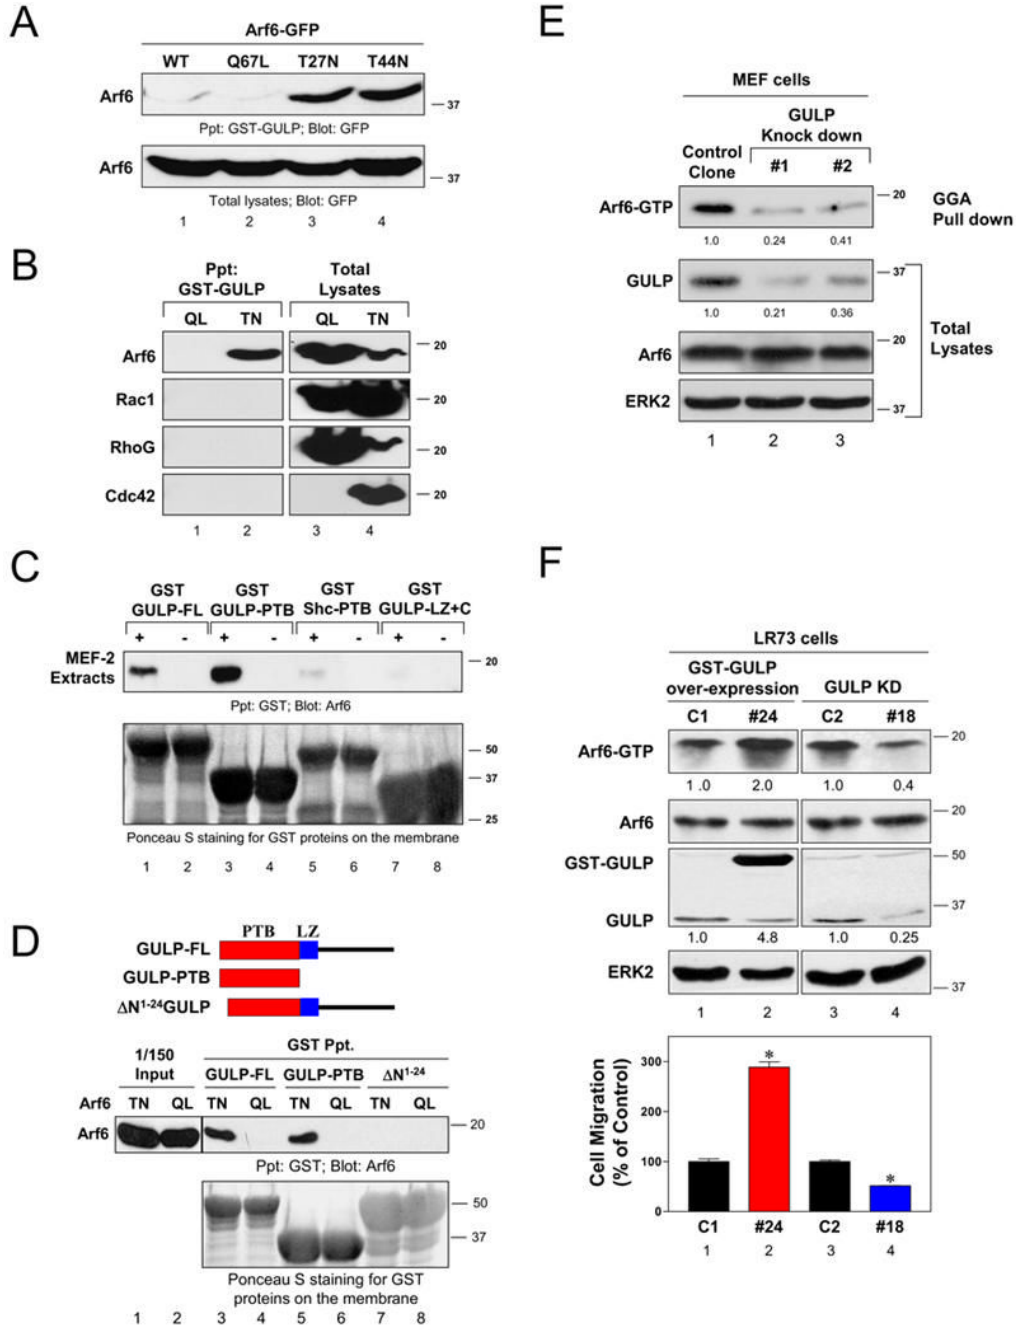 A
Arf6-GFP
WT Q67L T27N T44N
Arf6
37
Ppt: GST-GULP; Blot: GFP
Arf6
37
Total lysates; Blot: GFP
1 2 3 4
B
Ppt:
GST-GULP
Total
Lysates
QL TN QL TN
Arf6
20
Rac1
20
RhoG
20
Cdc42
20
1 2 3 4
C
GST
GULP-FL
GST
GULP-PTB
GST
Shc-PTB
GST
GULP-LZ+C
+ - + - + - + -
MEF-2
Extracts
20
Ppt: GST; Blot: Arf6
50
37
25
Ponceau S staining for GST proteins on the membrane
1 2 3 4 5 6 7 8
D
PTB LZ
GULP-FL
GULP-PTB
ΔN1-24GULP
1/150
Input
GST Ppt.
GULP-FL GULP-PTB ΔN1-24
Arf6 TN QL TN QL TN QL TN QL
Arf6
20
Ppt: GST; Blot: Arf6
50
37
Ponceau S staining for GST
proteins on the membrane
1 2 3 4 5 6 7 8
E
MEF cells
GULP
Knock down
Control
Clone
#1 #2
Arf6-GTP
20
GGA
Pull down
1.0 0.24 0.41
GULP
37
1.0 0.21 0.36
Arf6
20
Total
Lysates
ERK2
37
1 2 3
F
LR73 cells
GST-GULP
over-expression
GULP KD
C1 #24 C2 #18
Arf6-GTP
20
1.0 2.0 1.0 0.4
Arf6
20
GST-GULP
50
37
GULP
1.0 4.8 1.0 0.25
ERK2
37
1 2 3 4
Cell Migration
(% of Control)
300
200
100
0
*
*
C1 #24 C2 #18
1 2 3 4